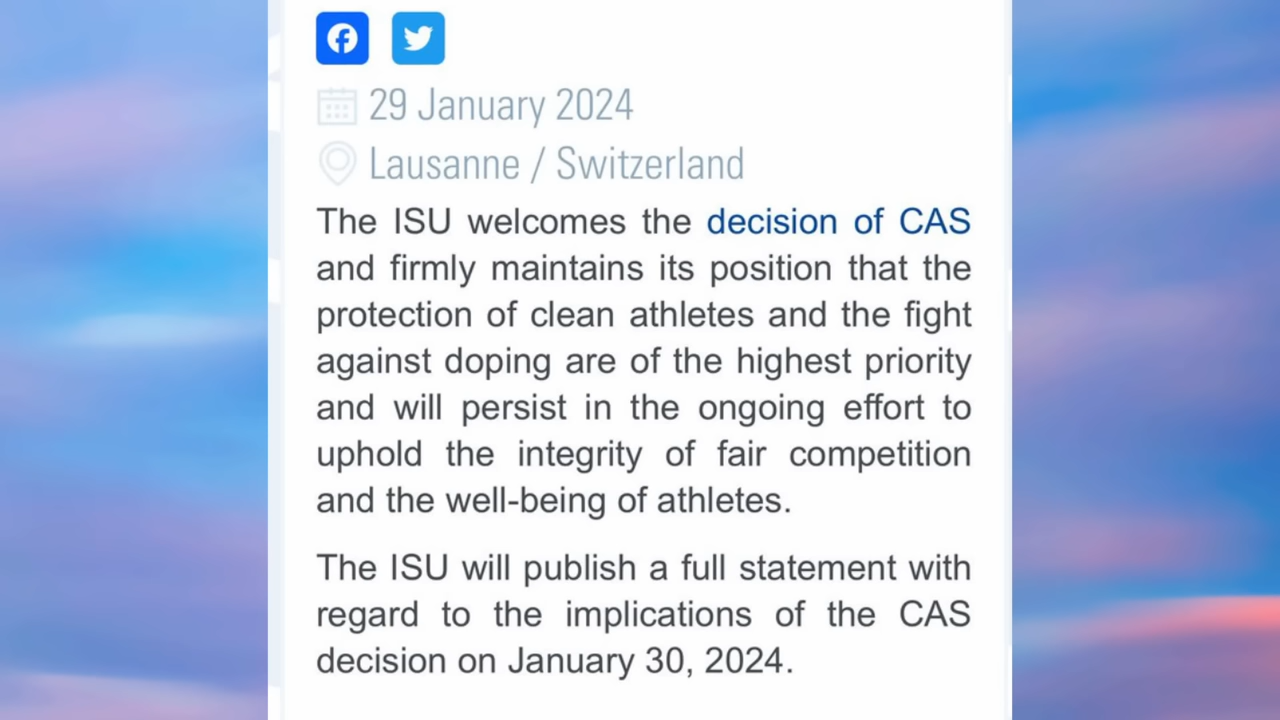 29 January 2024
Lausanne / Switzerland
The ISU welcomes the decision of CAS
and firmly maintains its position that the
protection of clean athletes and the fight
against doping are of the highest priority
and will persist in the ongoing effort to
uphold the integrity of fair competition
and the well-being of athletes.
The ISU will publish a full statement with
regard to the implications of the CAS
decision on January 30, 2024.